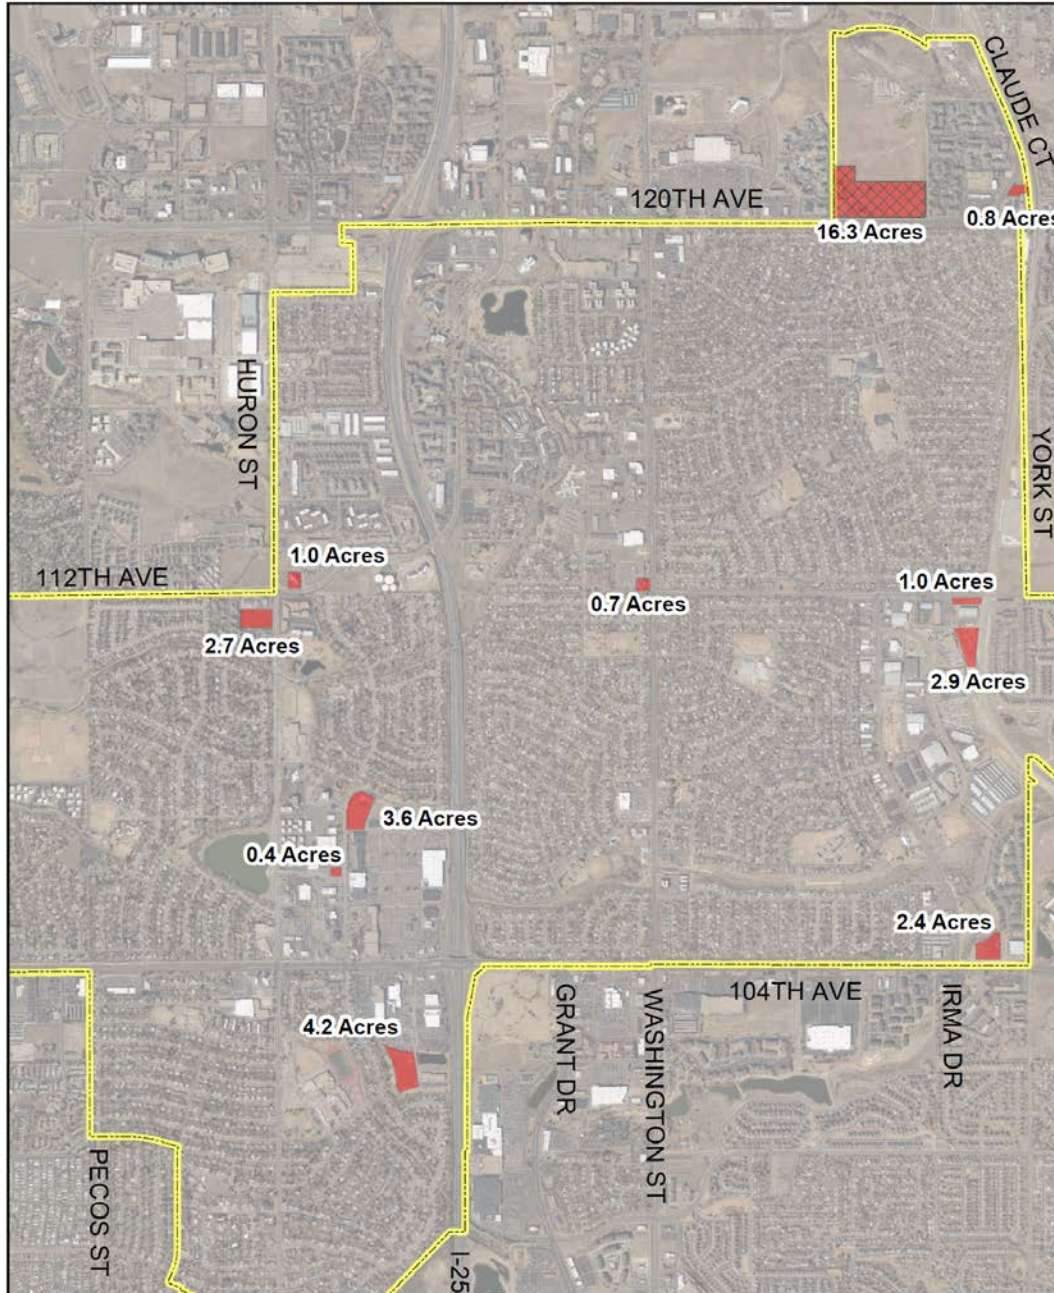 CLAUDE CT
120TH AVE
16.3 Acres
0.8 Acres
HURON ST
YORK ST
1.0 Acres
112TH AVE
0.7 Acres
1.0 Acres
2.7 Acres
2.9 Acres
3.6 Acres
0.4 Acres
2.4 Acres
104TH AVE
4.2 Acres
GRANT DR
WASHINGTON ST
IRMA DR
PECOS ST
I-25